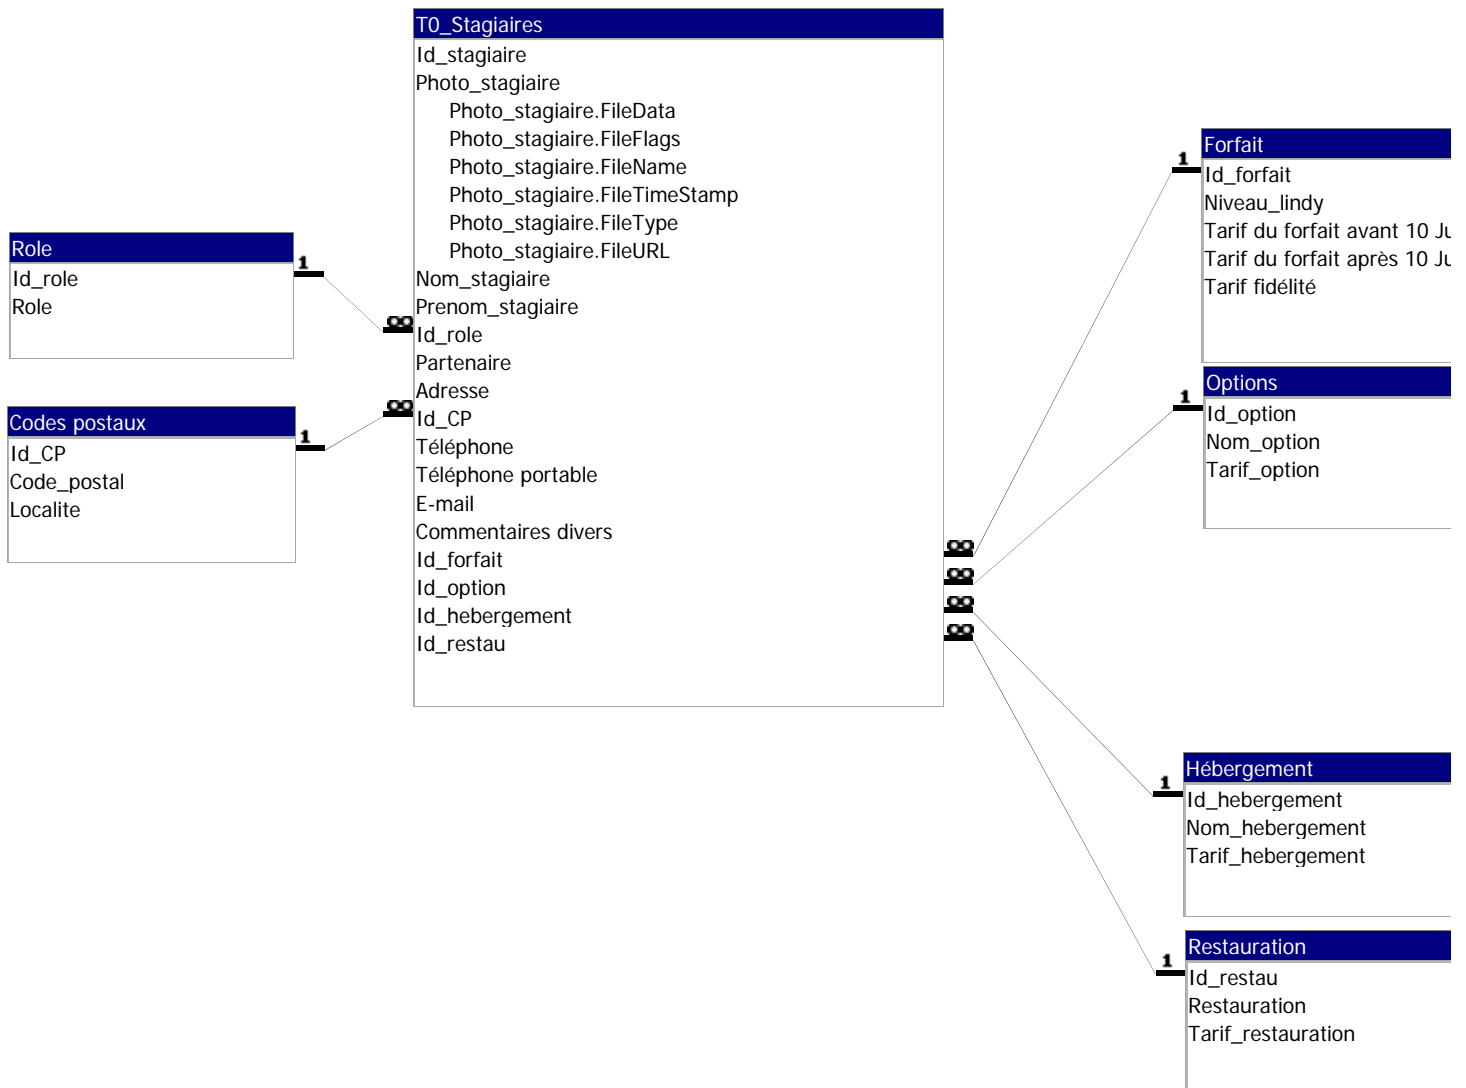 T0_Stagiaires
Id_stagiaire
Photo_stagiaire
Photo_stagiaire.FileData
Photo_stagiaire.FileFlags
Photo_stagiaire.FileName
Photo_stagiaire.FileTimeStamp
Photo_stagiaire.FileType
Photo_stagiaire.FileURL
Nom_stagiaire
Prenom_stagiaire
Id_role
Partenaire
Adresse
Id_CP
Téléphone
Téléphone portable
E-mail
Commentaires divers
Id_forfait
Id_option
Id_hebergement
Id_restau
Role
Id_role
Role
1
∞
Codes postaux
Id_CP
Code_postal
Localite
1
∞
Forfait
Id_forfait
Niveau_lindy
Tarif du forfait avant 10 Ju
Tarif du forfait après 10 Ju
Tarif fidélité
1
∞
Options
Id_option
Nom_option
Tarif_option
1
∞
Hébergement
Id_hebergement
Nom_hebergement
Tarif_hebergement
1
∞
Restauration
Id_restau
Restauration
Tarif_restauration
1
∞